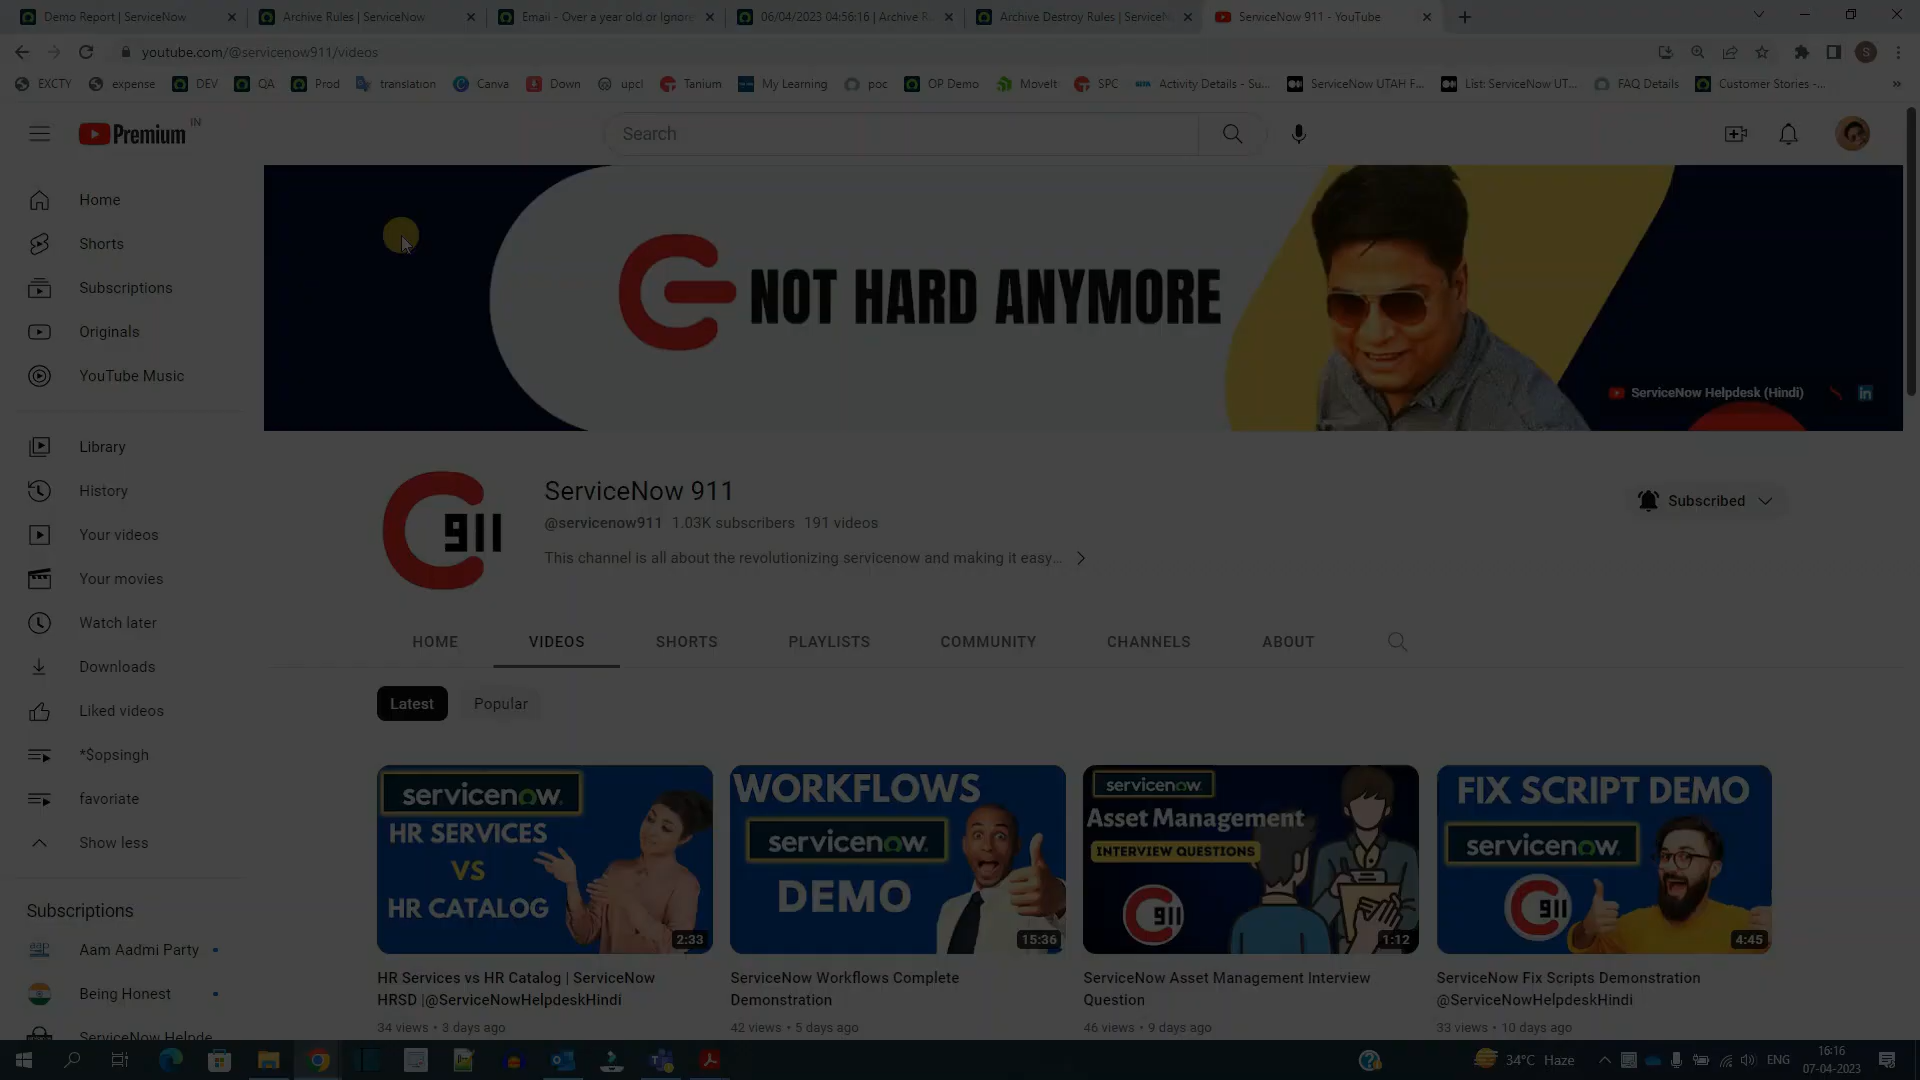 Demo Report | ServiceNow
Archive Rules | ServiceNow
Email - Over a year old or Ignore
06/04/2023 04:56:16 | Archive R
Archive Destroy Rules | ServiceN
ServiceNow 911 - YouTube
youtube.com/@servicenow911/videos
EXCTY
expense
DEV
QA
Prod
translation
Canva
Down
upcl
Tanium
My Learning
poc
OP Demo
MoveIt
SPC
Activity Details - Su...
ServiceNow UTAH F...
List: ServiceNow UT...
FAQ Details
Customer Stories -...
Premium IN
Search
Home
Shorts
Subscriptions
Originals
YouTube Music
Library
History
Your videos
Your movies
Watch later
Downloads
Liked videos
*$opsingh
favoriate
Show less
Subscriptions
Aam Aadmi Party
Being Honest
ServiceNow Helpde
NOT HARD ANYMORE
ServiceNow Helpdesk (Hindi)
in
911
ServiceNow 911
@servicenow911 1.03K subscribers 191 videos
This channel is all about the revolutionizing servicenow and making it easy...
Subscribed
HOME
VIDEOS
SHORTS
PLAYLISTS
COMMUNITY
CHANNELS
ABOUT
Latest
Popular
servicenow.
HR SERVICES
VS
HR CATALOG
2:33
HR Services vs HR Catalog | ServiceNow
HRSD |@ServiceNowHelpdeskHindi
34 views • 3 days ago
WORKFLOWS
servicenow.
DEMO
15:36
ServiceNow Workflows Complete
Demonstration
42 views • 5 days ago
servicenow
Asset Management
INTERVIEW QUESTIONS
911
1:12
ServiceNow Asset Management Interview
Question
46 views • 9 days ago
FIX SCRIPT DEMO
servicenow.
911
4:45
ServiceNow Fix Scripts Demonstration
@ServiceNowHelpdeskHindi
33 views • 10 days ago
34°C Haze
ENG
16:16
07-04-2023